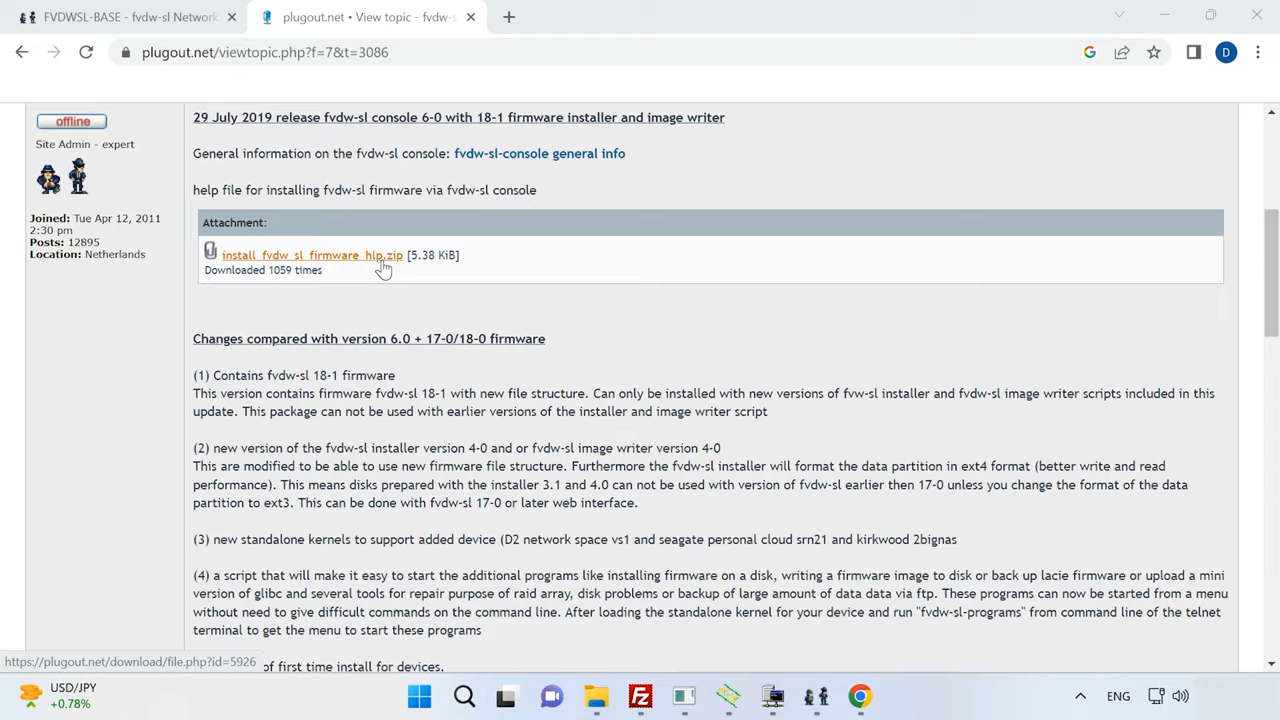 FVDWSL-BASE - fvdw-sl Network
plugout.net • View topic - fvdw-s
plugout.net/viewtopic.php?f=7&t=3086
G
D
offline
Site Admin - expert
Joined: Tue Apr 12, 2011
2:30 pm
Posts: 12895
Location: Netherlands
29 July 2019 release fvdw-sl console 6-0 with 18-1 firmware installer and image writer
General information on the fvdw-sl console: fvdw-sl-console general info
help file for installing fvdw-sl firmware via fvdw-sl console
Attachment:
install_fvdw_sl_firmware_hlp.zip [5.38 KiB]
Downloaded 1059 times
Changes compared with version 6.0 + 17-0/18-0 firmware
(1) Contains fvdw-sl 18-1 firmware
This version contains firmware fvdw-sl 18-1 with new file structure. Can only be installed with new versions of fvw-sl installer and fvdw-sl image writer scripts included in this
update. This package can not be used with earlier versions of the installer and image writer script
(2) new version of the fvdw-sl installer version 4-0 and or fvdw-sl image writer version 4-0
This are modified to be able to use new firmware file structure. Furthermore the fvdw-sl installer will format the data partition in ext4 format (better write and read
performance). This means disks prepared with the installer 3.1 and 4.0 can not be used with version of fvdw-sl earlier then 17-0 unless you change the format of the data
partition to ext3. This can be done with fvdw-sl 17-0 or later web interface.
(3) new standalone kernels to support added device (D2 network space vs1 and seagate personal cloud srn21 and kirkwood 2bignas
(4) a script that will make it easy to start the additional programs like installing firmware on a disk, writing a firmware image to disk or back up lacie firmware or upload a mini
version of glibc and several tools for repair purpose of raid array, disk problems or backup of large amount of data data via ftp. These programs can now be started from a menu
without need to give difficult commands on the command line. After loading the standalone kernel for your device and run "fvdw-sl-programs" from command line of the telnet
terminal to get the menu to start these programs
of first time install for devices.
https://plugout.net/download/file.php?id=5926
USD/JPY
+0.78%
ENG